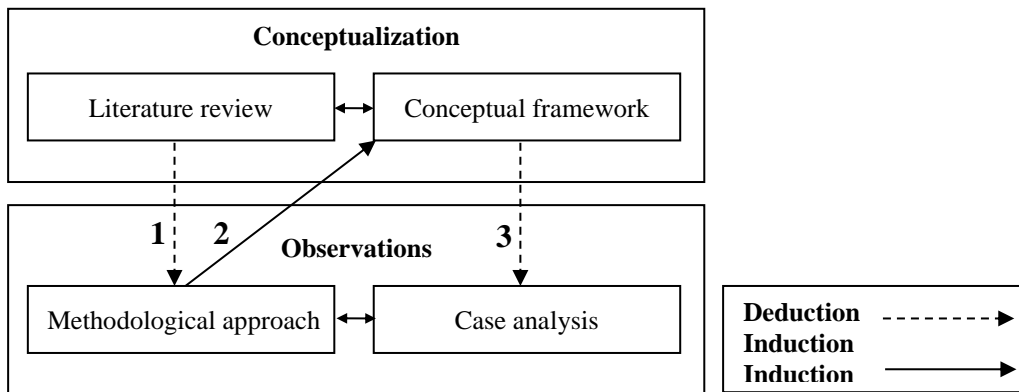 Conceptualization
Literature review
Conceptual framework
1
2
3
Observations
Methodological approach
Case analysis
Deduction
Induction
Induction